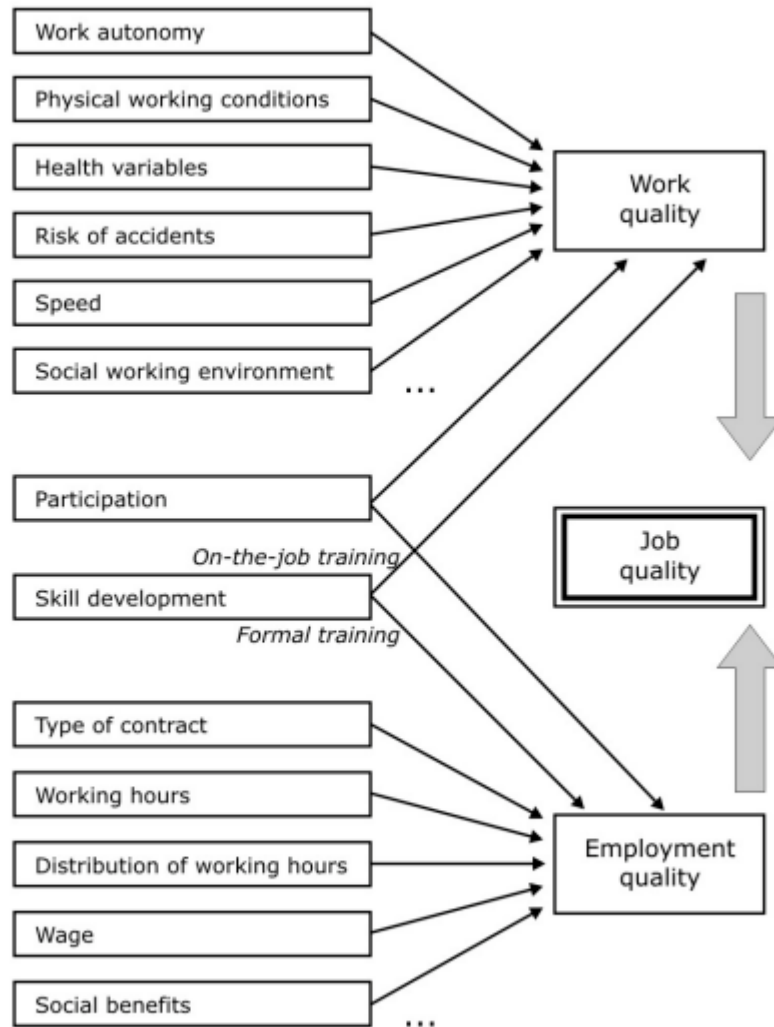 Work autonomy
Physical working conditions
Health variables
Risk of accidents
Speed
Social working environment
...
Work
quality
Participation
On-the-job training
Skill development
Formal training
Job
quality
Type of contract
Working hours
Distribution of working hours
Wage
Social benefits
...
Employment
quality